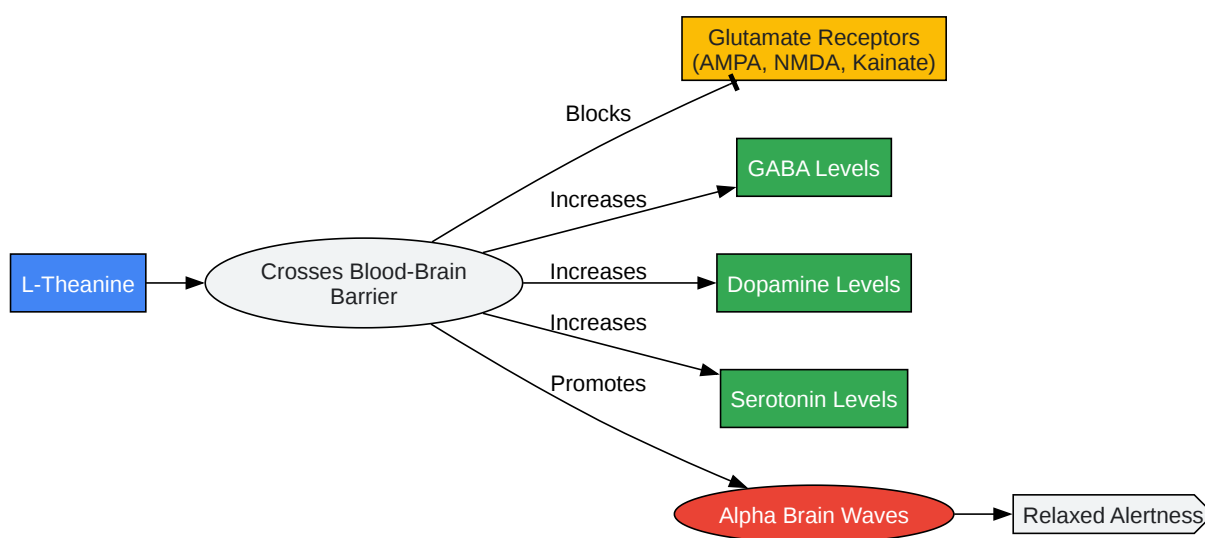 Glutamate Receptors
(AMPA, NMDA, Kainate)
Blocks
GABA Levels
Increases
L-Theanine
Crosses Blood-Brain
Barrier
Increases
Dopamine Levels
Increases
Serotonin Levels
Promotes
Alpha Brain Waves
Relaxed Alertness